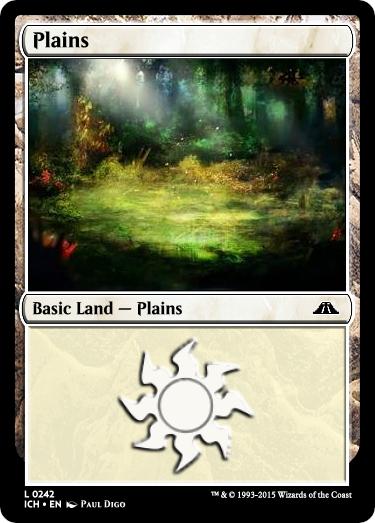 Plains
Basic Land — Plains
L 0242
ICH • EN Paul Digo
™ & © 1993-2015 Wizards of the Coast